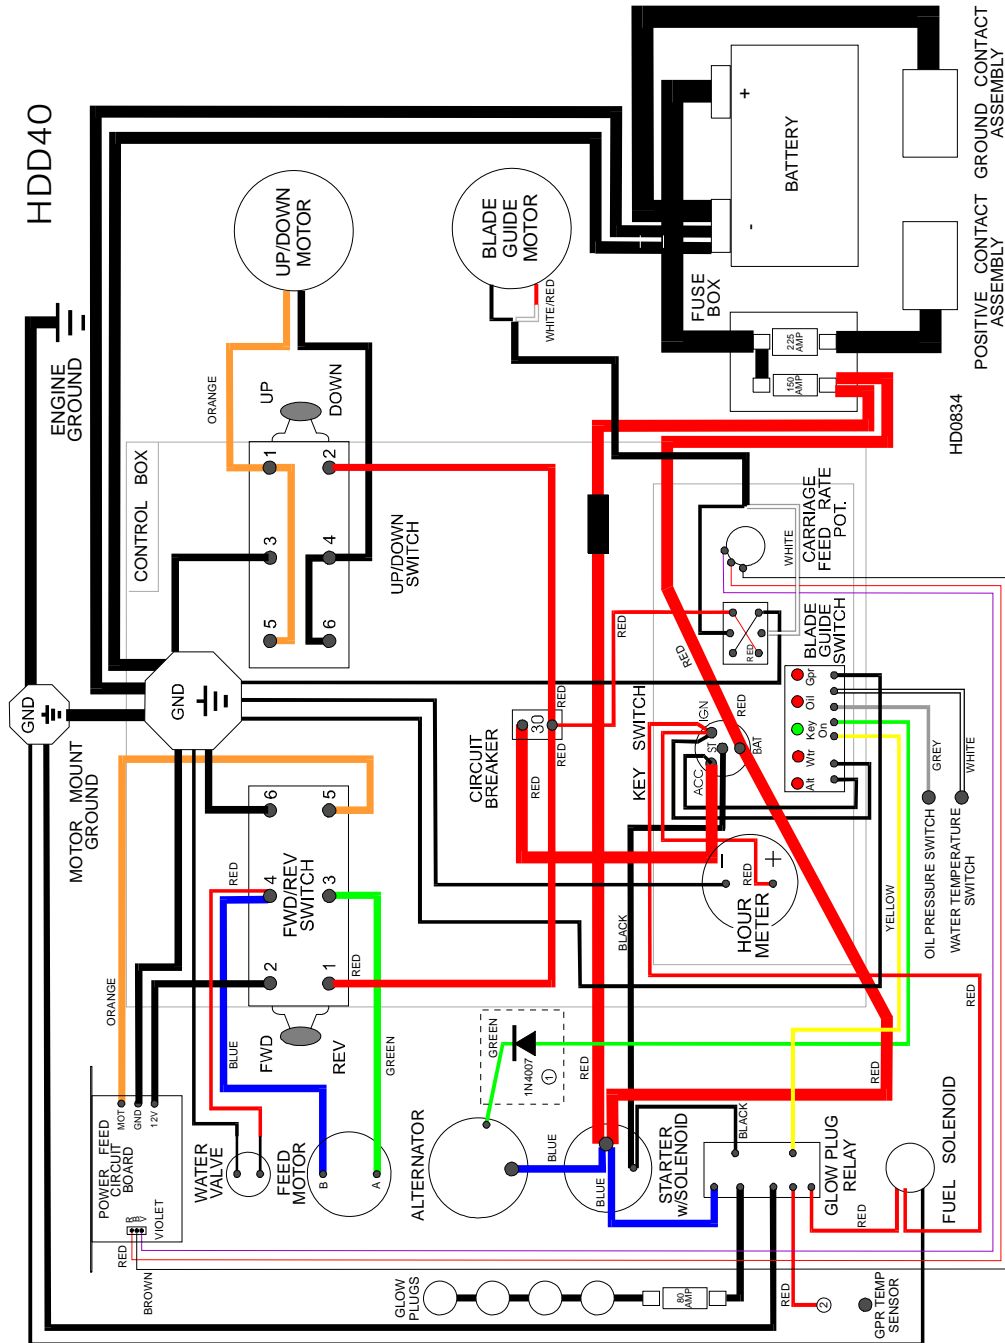 HDD40
ENGINE
GROUND
MOTOR MOUNT
GROUND
GND
GND
CONTROL BOX
UP/DOWN
MOTOR
BLADE
GUIDE
MOTOR
WHITE/RED
ORANGE
UP
DOWN
1
2
3
4
5
6
UP/DOWN
SWITCH
FUSE
BOX
225
AMP
150
AMP
BATTERY
+
-
POSITIVE CONTACT
ASSEMBLY
GROUND CONTACT
ASSEMBLY
HD0834
POWER FEED
CIRCUIT
BOARD
MOT
GND
12V
R
B
V
VIOLET
RED
BROWN
ORANGE
FWD
REV
FWD/REV
SWITCH
1
2
3
4
5
6
RED
RED
BLUE
GREEN
WATER
VALVE
FEED
MOTOR
B
A
CIRCUIT
BREAKER
30
RED
RED
RED
RED
KEY SWITCH
ACC
ST
IGN
BAT
RED
RED
HOUR
METER
-
+
RED
BLACK
BLADE
GUIDE
SWITCH
RED
CARRIAGE
FEED RATE
POT.
WHITE
Alt
Wtr
Key
On
Oil
Gpr
GREY
WHITE
OIL PRESSURE SWITCH
WATER TEMPERATURE
SWITCH
YELLOW
RED
ALTERNATOR
GREEN
1N4007
1
RED
BLUE
BLUE
STARTER
W/SOLENOID
BLACK
GLOW PLUG
RELAY
RED
RED
FUEL SOLENOID
GLOW
PLUGS
80
AMP
RED
2
GPR TEMP
SENSOR